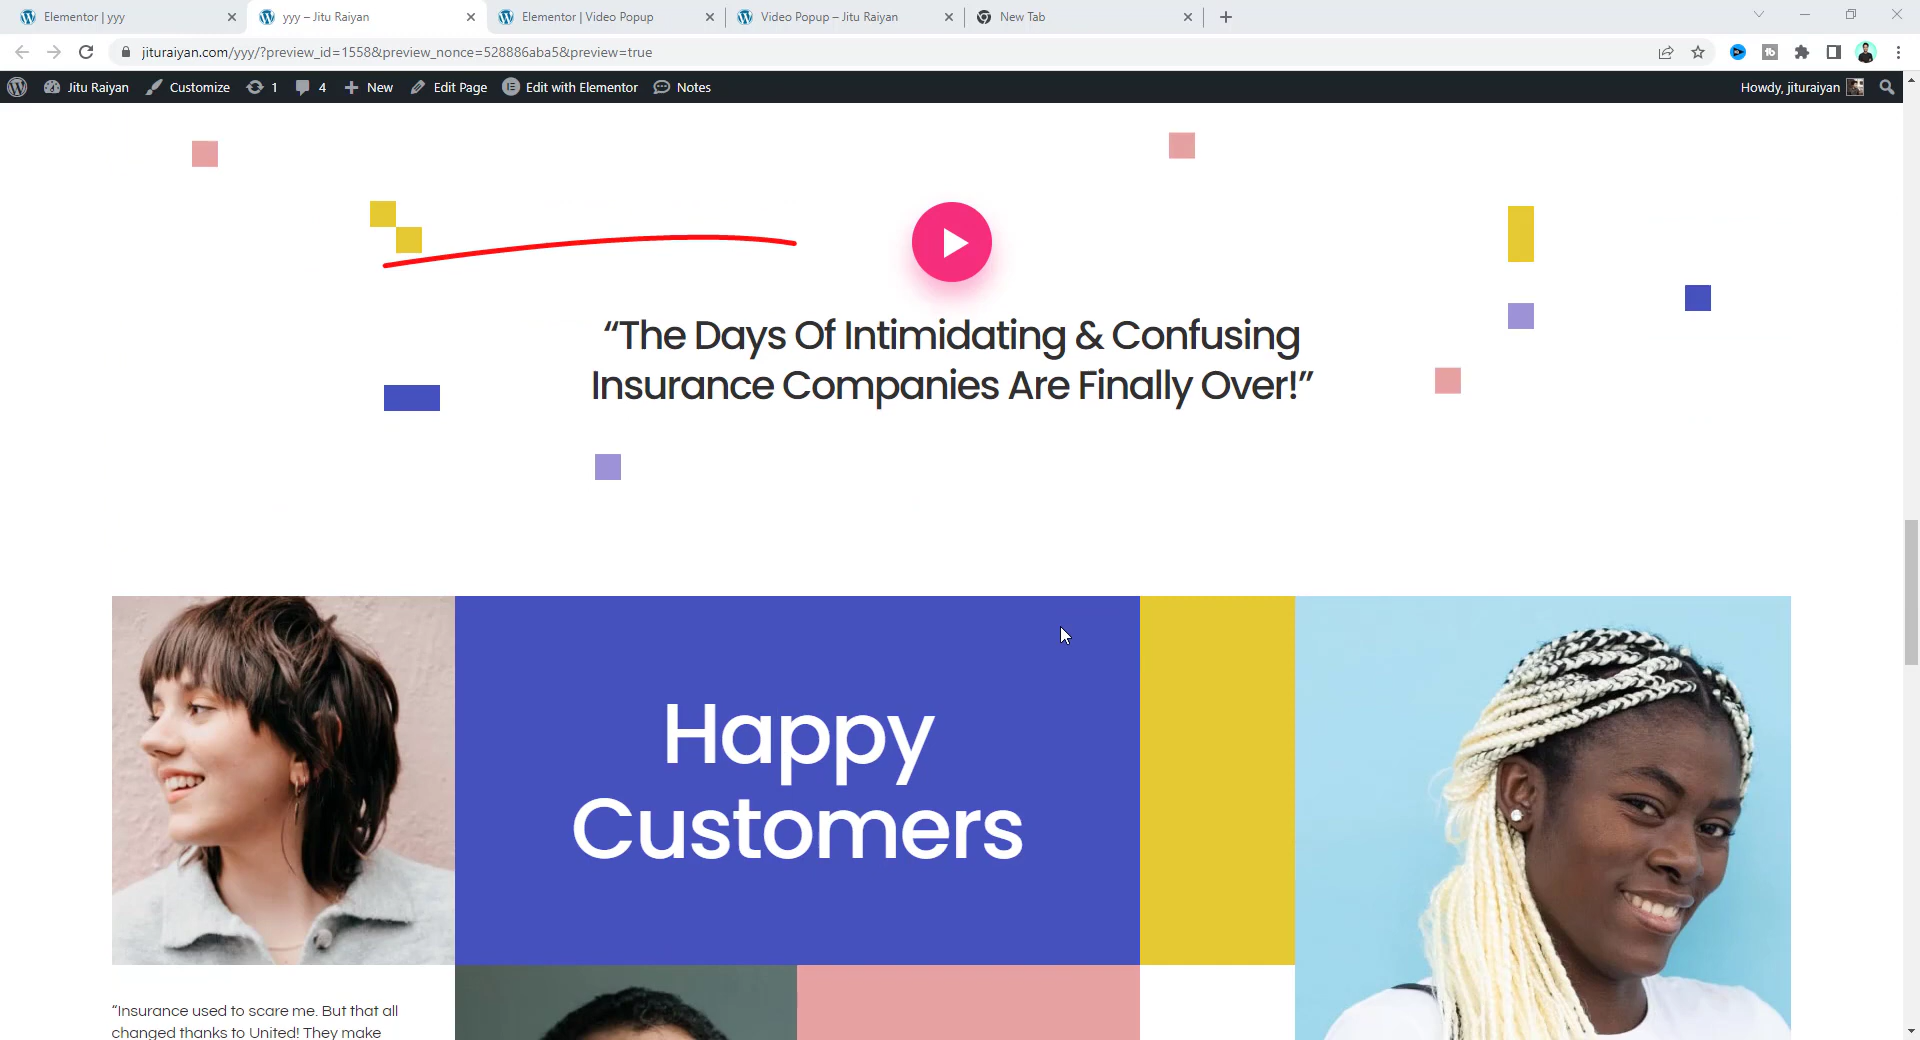 Elementor | yyy
yyy – Jitu Raiyan
Elementor | Video Popup
Video Popup – Jitu Raiyan
New Tab
jituraiyan.com/yyy/?preview_id=1558&preview_nonce=528886aba5&preview=true
Jitu Raiyan
Customize
1
4
New
Edit Page
Edit with Elementor
Notes
Howdy, jituraiyan
“The Days Of Intimidating & Confusing
Insurance Companies Are Finally Over!”
Happy
Customers
“Insurance used to scare me. But that all
changed thanks to United! They make